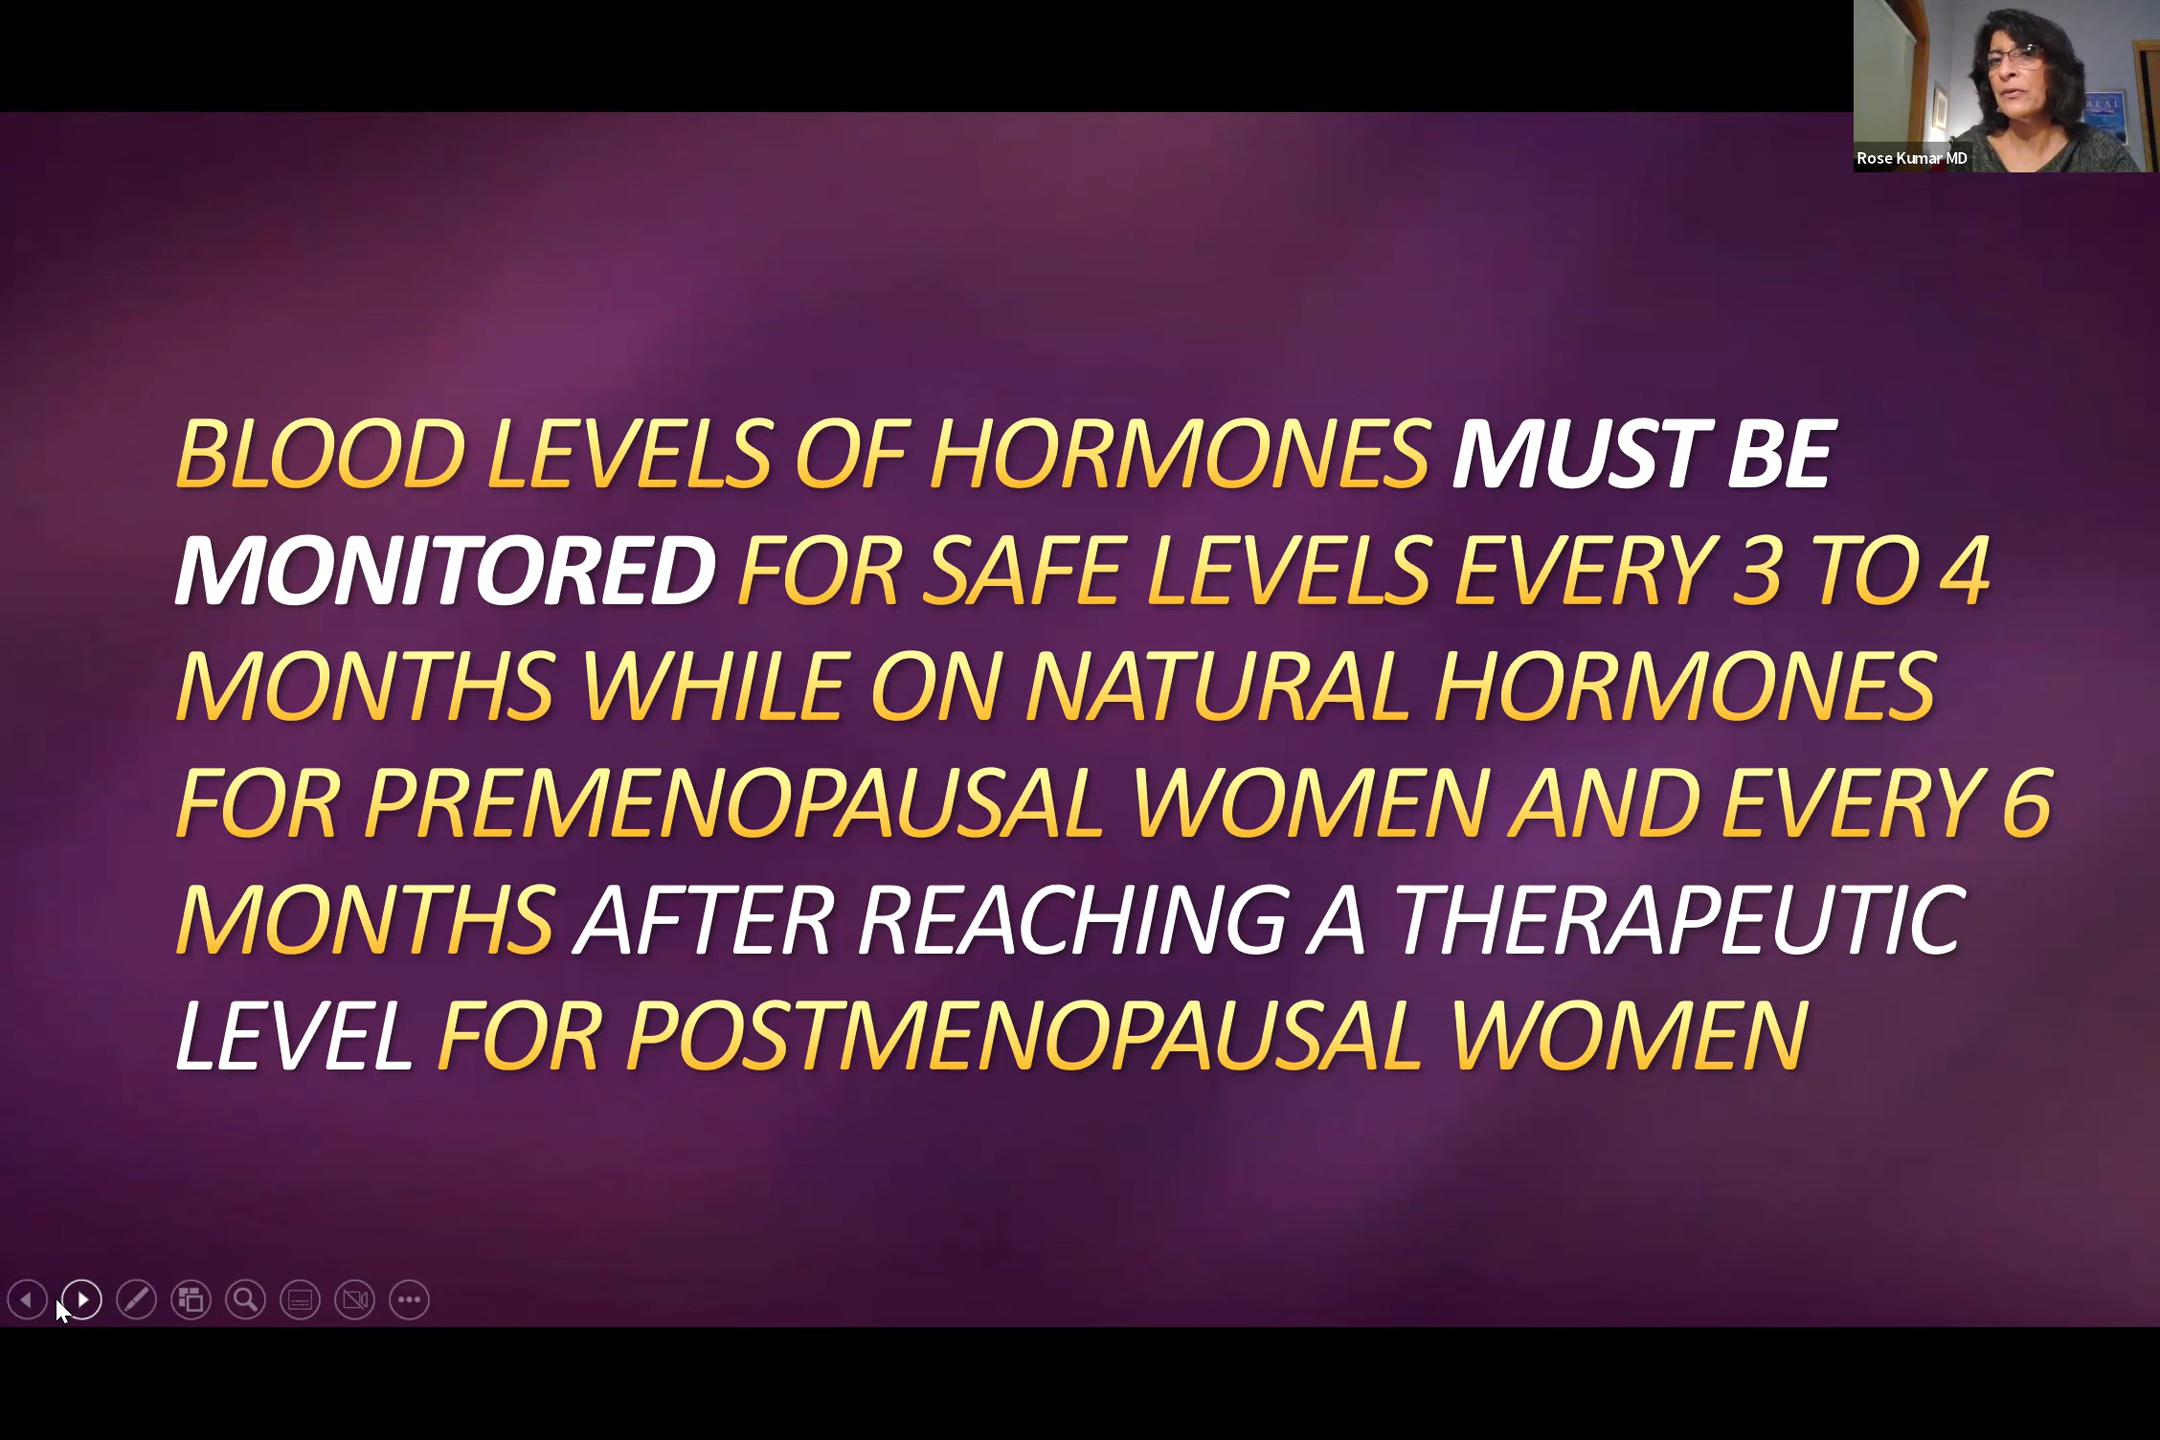 Rose Kumar MD
REAL
BLOOD LEVELS OF HORMONES MUST BE
MONITORED FOR SAFE LEVELS EVERY 3 TO 4
MONTHS WHILE ON NATURAL HORMONES
FOR PREMENOPAUSAL WOMEN AND EVERY 6
MONTHS AFTER REACHING A THERAPEUTIC
LEVEL FOR POSTMENOPAUSAL WOMEN